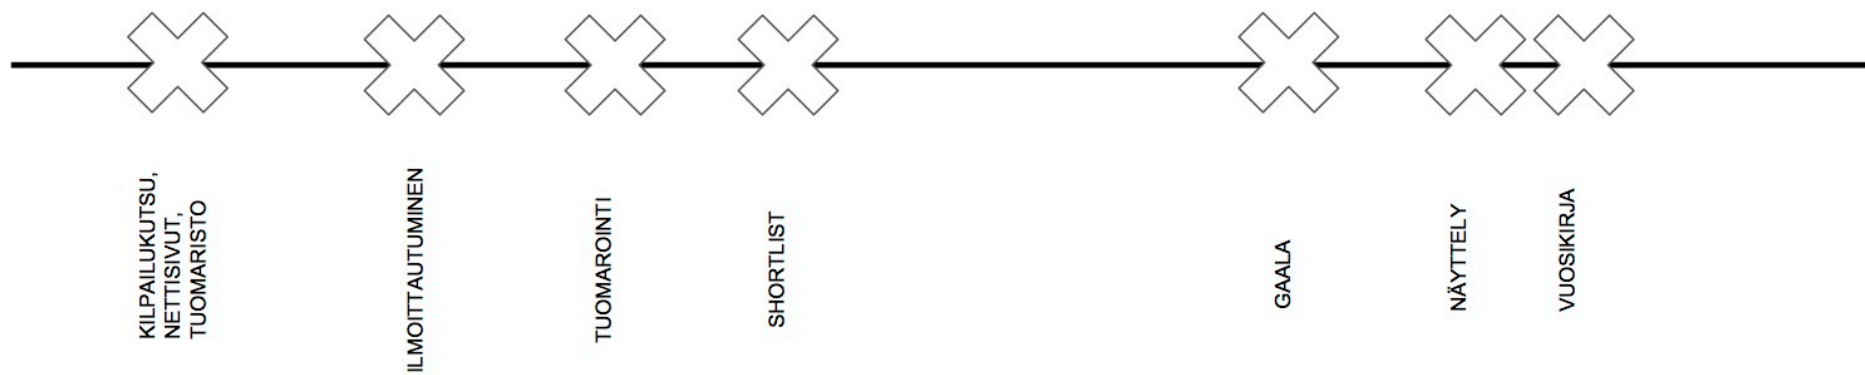 KILPAILUKUTSU,
NETTISIVUT,
TUOMARISTO
ILMOITTAUTUMINEN
TUOMAROINTI
SHORTLIST
GAALA
NÄYTTELY
VUOSIKIRJA